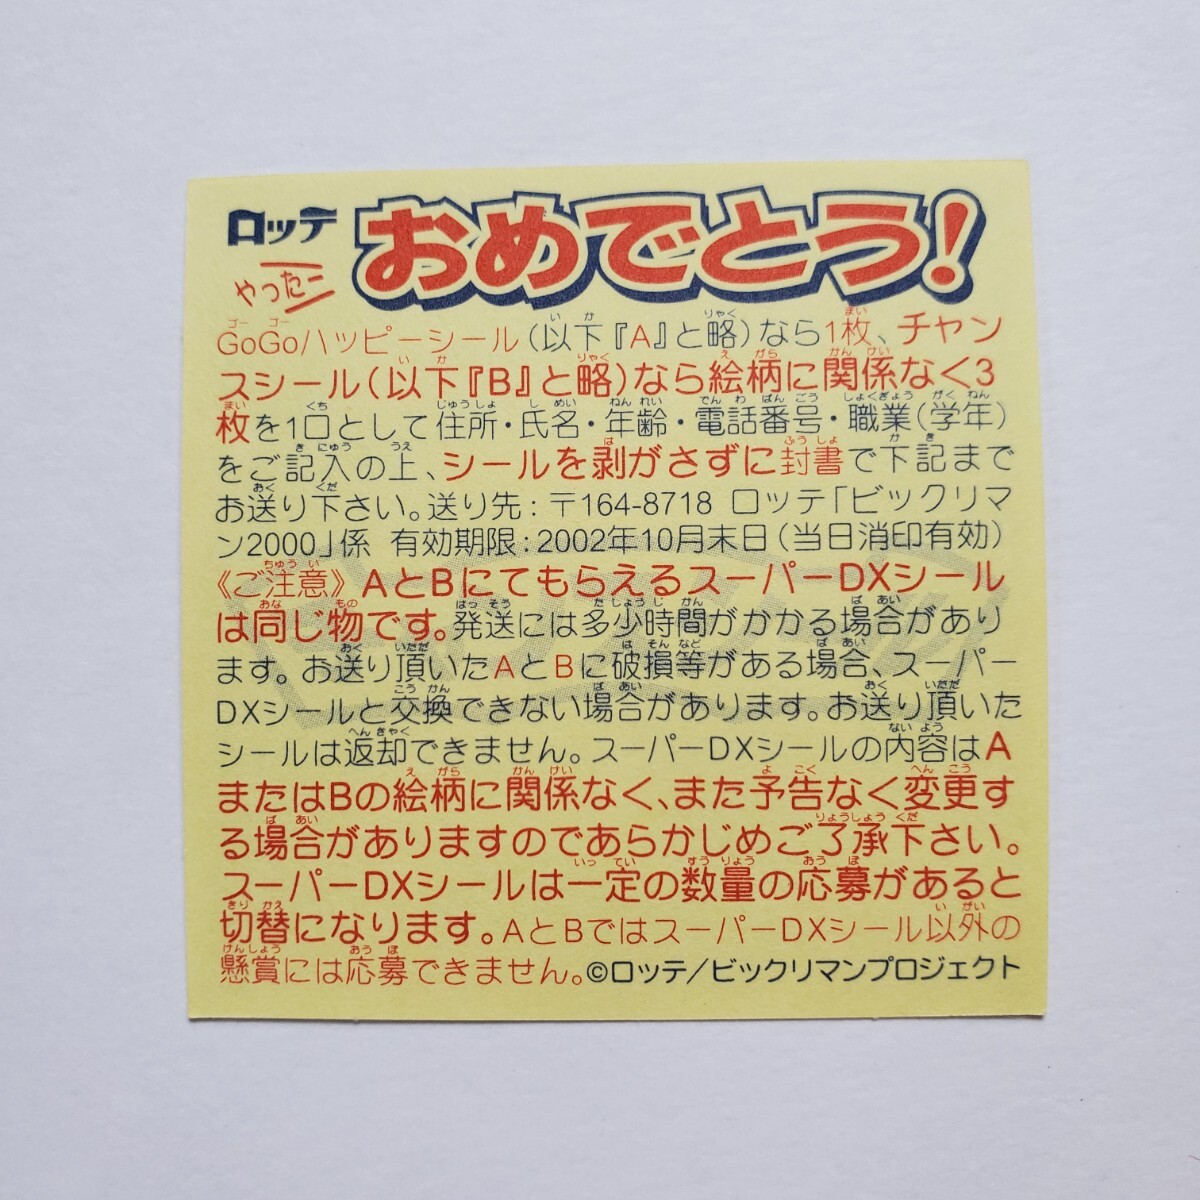 ロッテ
やったー
おめでとう!
GoGoハッピーシール(以下『A』と略)なら1枚、チャン
スシール(以下『B』と略)なら絵柄に関係なく3
枚を1口として住所・氏名・年齢・電話番号・職業(学年)
をご記入の上、シールを剥がさずに封書で下記まで
お送り下さい。送り先:〒164-8718 ロッテ「ビックリマ
ン2000」係 有効期限:2002年10月末日(当日消印有効)
《ご注意》AとBにてもらえるスーパーDXシール
は同じ物です。発送には多少時間がかかる場合があり
ます。お送り頂いたAとBに破損等がある場合、スーパー
DXシールと交換できない場合があります。お送り頂いた
シールは返却できません。スーパーDXシールの内容はA
またはBの絵柄に関係なく、また予告なく変更す
る場合がありますのであらかじめご了承下さい。
スーパーDXシールは一定の数量の応募があると
切替になります。AとBではスーパーDXシール以外の
懸賞には応募できません。©ロッテ/ビックリマンプロジェクト